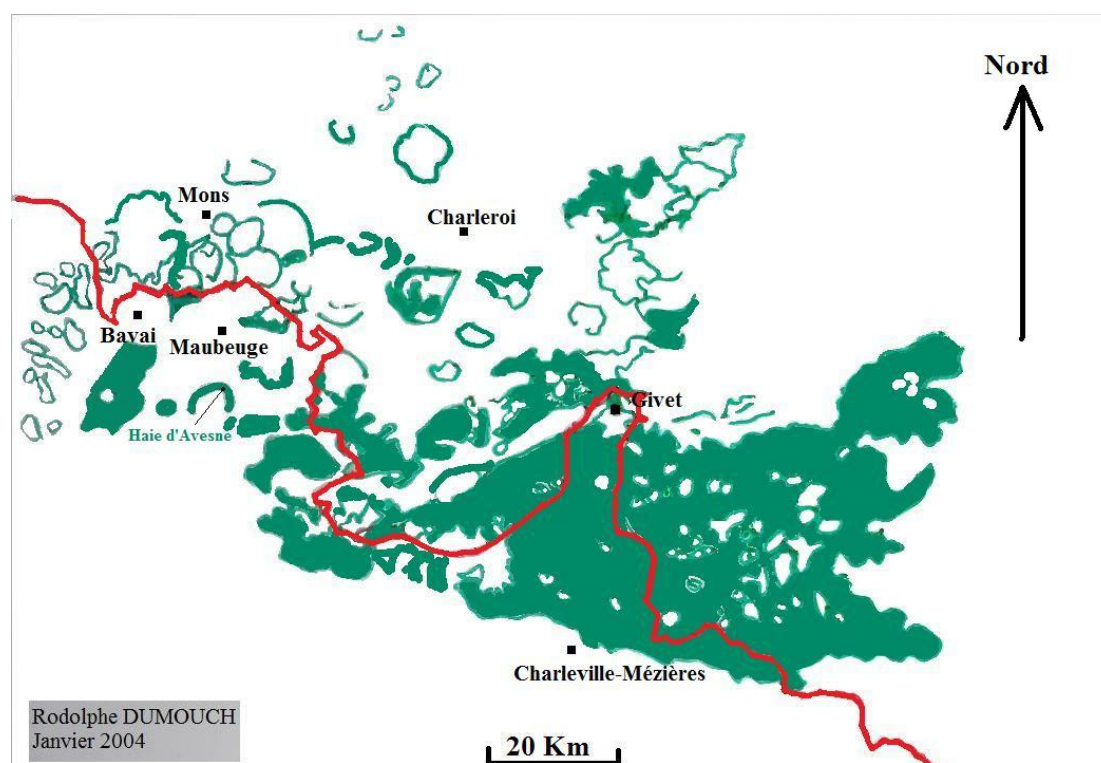 Nord
Mons
Charleroi
Bavai
Maubeuge
Givet
Haie d'Avesne
Charleville-Mézières
Rodolphe DUMOUCH
Janvier 2004
20 Km